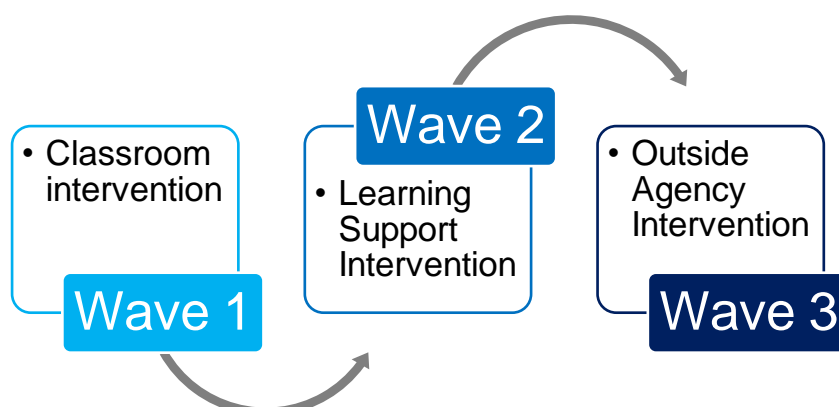 • Classroom
intervention
Wave 1
Wave 2
• Learning
Support
Intervention
• Outside
Agency
Intervention
Wave 3